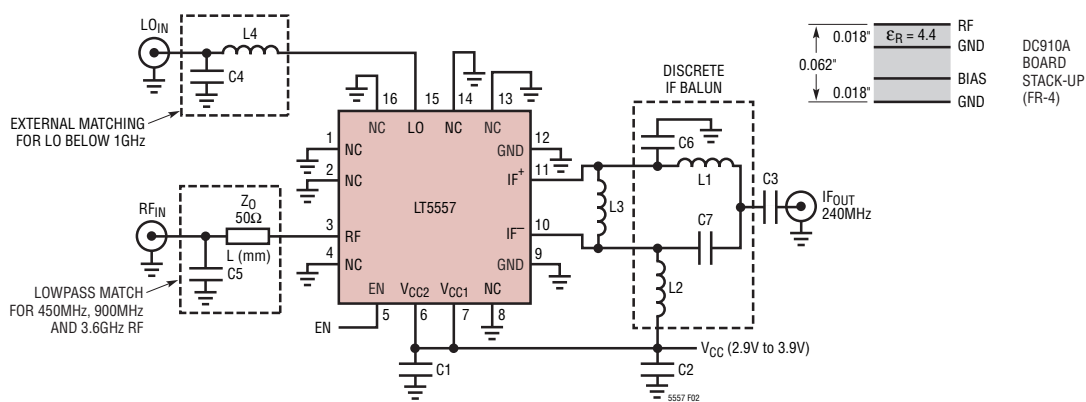 LO_IN
L4
C4
EXTERNAL MATCHING
FOR LO BELOW 1GHz
0.018"
0.062"
0.018"
ε_R = 4.4
RF
GND
BIAS
GND
DC910A
BOARD
STACK-UP
(FR-4)
16
15
14
13
NC
LO
NC
NC
1
NC
2
NC
RF_IN
Z_O
50Ω
L (mm)
C5
3
RF
4
NC
LOWPASS MATCH
FOR 450MHz, 900MHz
AND 3.6GHz RF
LT5557
12
GND
11
IF+
10
IF−
9
GND
EN
V_CC2
V_CC1
NC
EN
5
6
7
8
DISCRETE
IF BALUN
C6
L1
L3
C7
L2
C3
IF_OUT
240MHz
V_CC (2.9V to 3.9V)
C1
C2
5557 F02